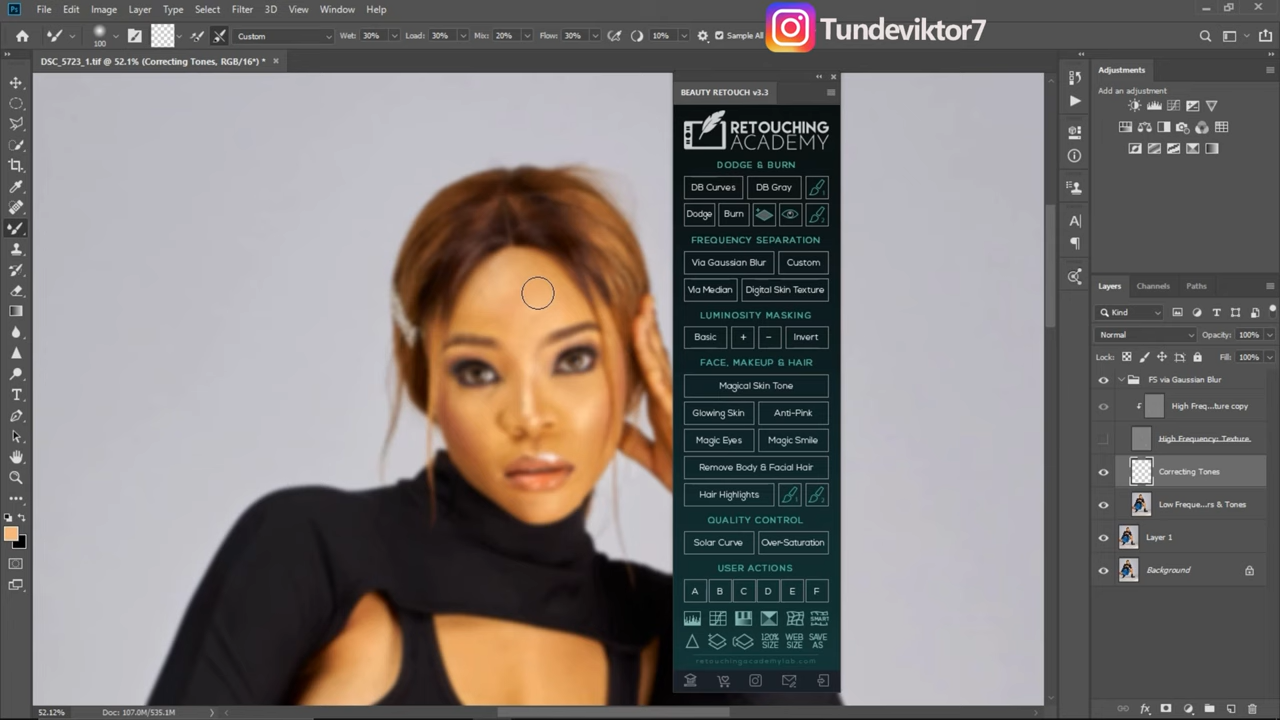 Ps File Edit Image Layer Type Select Filter 3D View Window Help
Tundeviktor7
100 Custom Wet: 30% Load: 30% Mix: 20% Flow: 30% 10% Sample All
DSC_5723_1.tif @ 52.1% (Correcting Tones, RGB/16*) *
BEAUTY RETOUCH v3.3
RETOUCHING
ACADEMY
DODGE & BURN
DB Curves DB Gray 1
Dodge Burn 2
FREQUENCY SEPARATION
Via Gaussian Blur Custom
Via Median Digital Skin Texture
LUMINOSITY MASKING
Basic + − Invert
FACE, MAKEUP & HAIR
Magical Skin Tone
Glowing Skin Anti-Pink
Magic Eyes Magic Smile
Remove Body & Facial Hair
Hair Highlights 1 2
QUALITY CONTROL
Solar Curve Over-Saturation
USER ACTIONS
A B C D E F
SMART
120% SIZE WEB SIZE SAVE AS
retouchingacademylab.com
Adjustments
Add an adjustment
Layers Channels Paths
Kind
Normal Opacity: 100%
Lock: Fill: 100%
FS via Gaussian Blur
High Freq...ture copy
High Frequency: Texture
Correcting Tones
Low Freque...rs & Tones
Layer 1
Background
52.12% Doc: 107.0M/535.1M